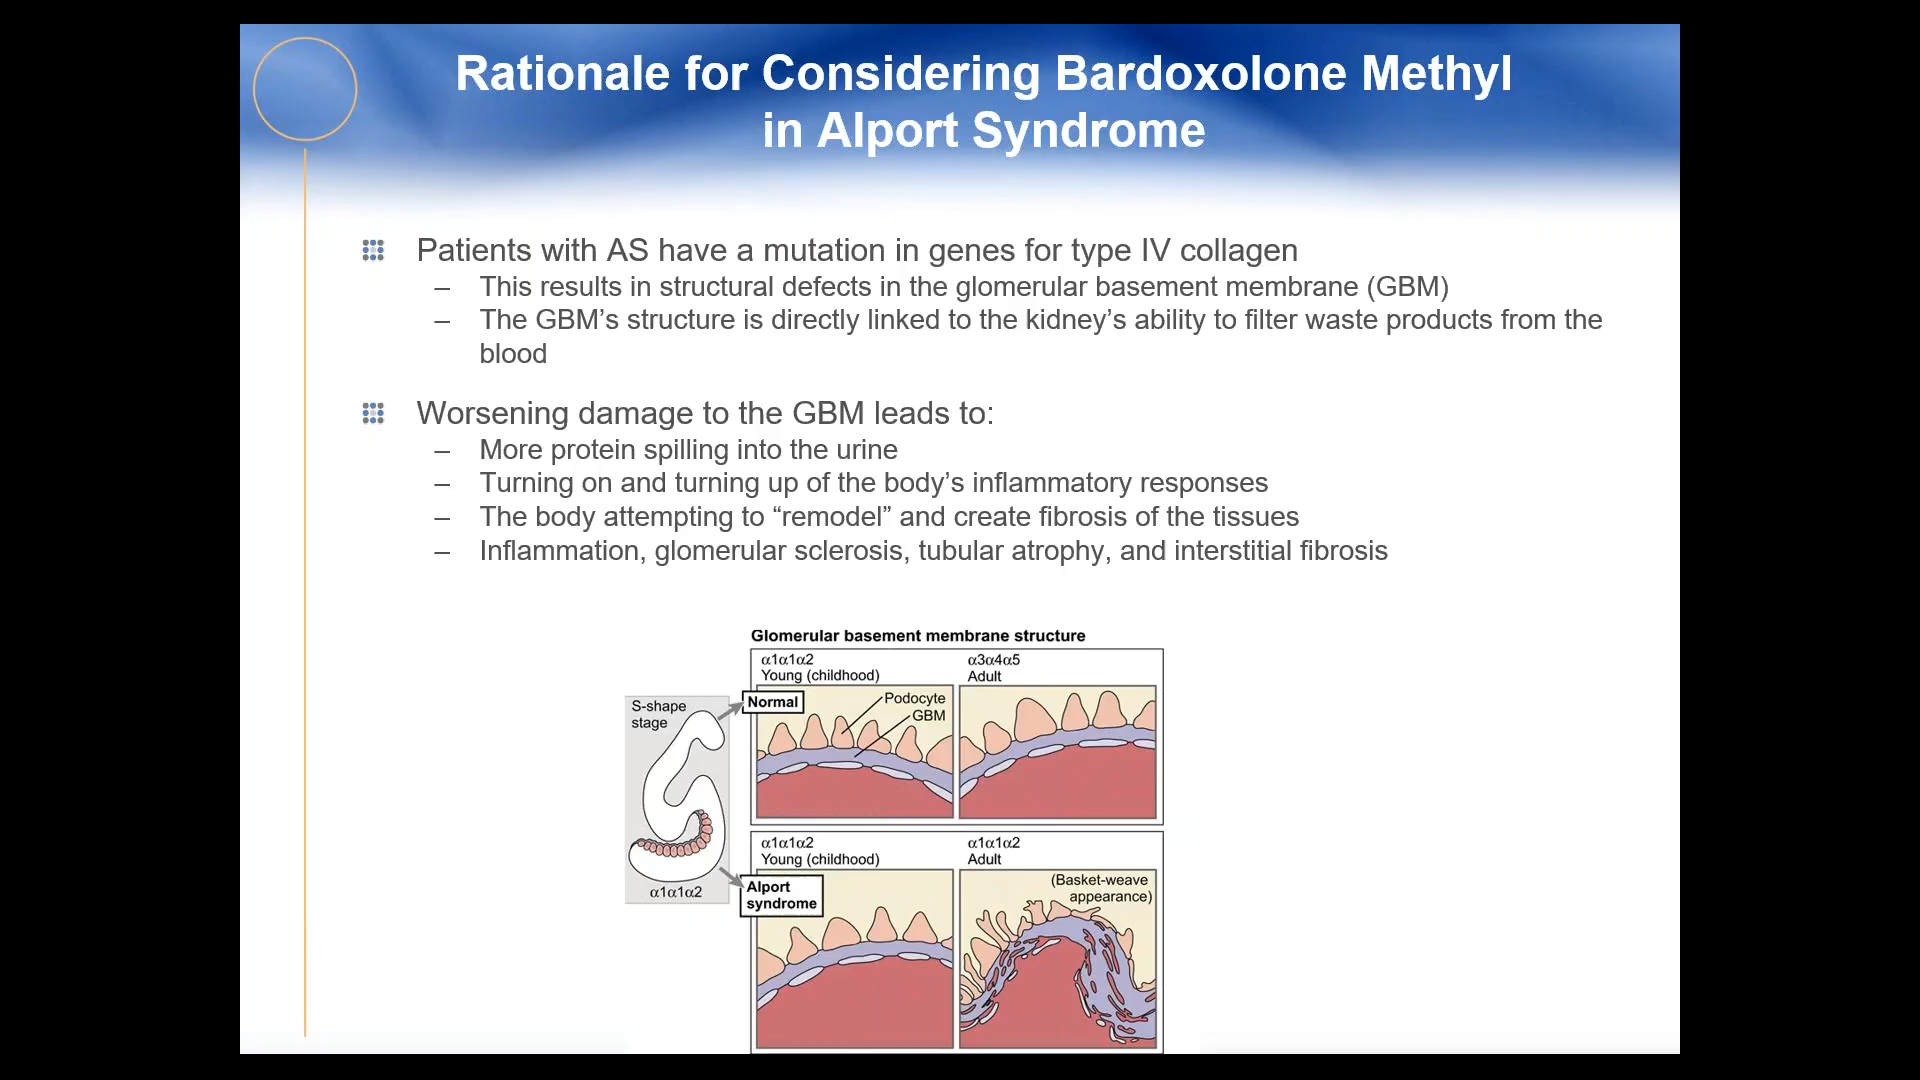 Rationale for Considering Bardoxolone Methyl
in Alport Syndrome
Patients with AS have a mutation in genes for type IV collagen
– This results in structural defects in the glomerular basement membrane (GBM)
– The GBM’s structure is directly linked to the kidney’s ability to filter waste products from the
blood
Worsening damage to the GBM leads to:
– More protein spilling into the urine
– Turning on and turning up of the body’s inflammatory responses
– The body attempting to “remodel” and create fibrosis of the tissues
– Inflammation, glomerular sclerosis, tubular atrophy, and interstitial fibrosis
Glomerular basement membrane structure
S-shape
stage
α1α1α2
Normal
α1α1α2
Young (childhood)
Podocyte
GBM
α3α4α5
Adult
Alport
syndrome
α1α1α2
Young (childhood)
α1α1α2
Adult
(Basket-weave
appearance)